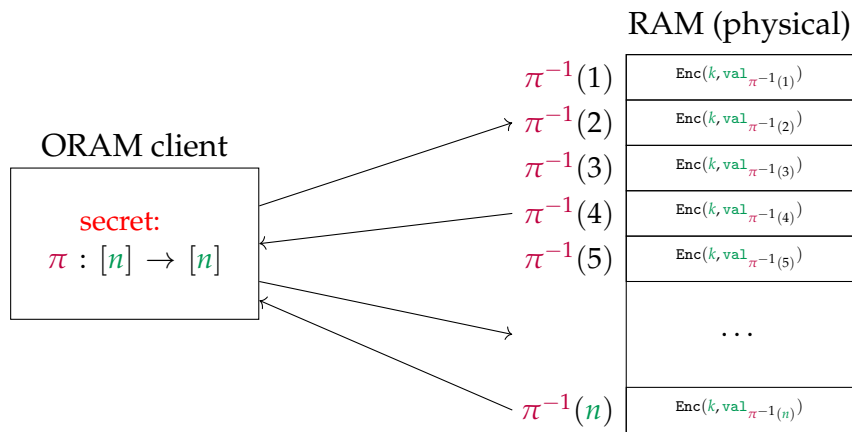 RAM (physical)
π⁻¹(1) Enc(k,val_π⁻¹(1))
π⁻¹(2) Enc(k,val_π⁻¹(2))
ORAM client
π⁻¹(3) Enc(k,val_π⁻¹(3))
secret:
π⁻¹(4) Enc(k,val_π⁻¹(4))
π : [n] → [n]
π⁻¹(5) Enc(k,val_π⁻¹(5))
...
π⁻¹(n) Enc(k,val_π⁻¹(n))